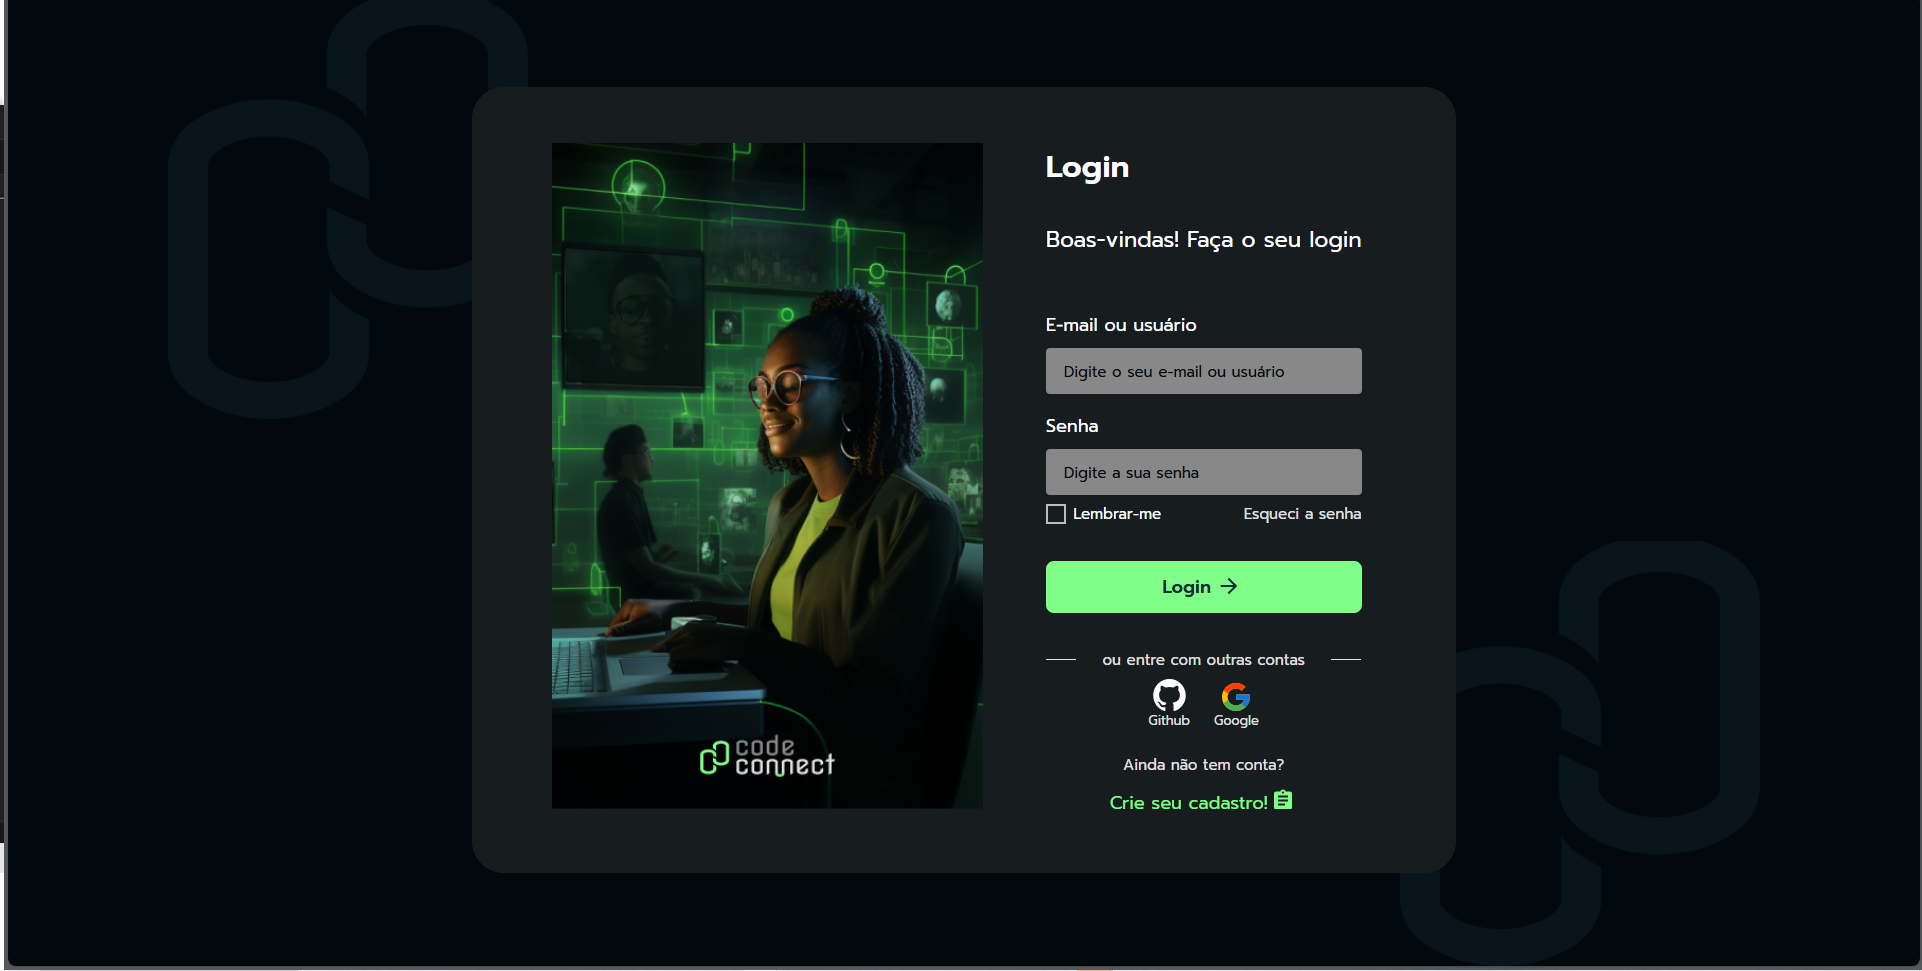 Login
Boas-vindas! Faça o seu login
E-mail ou usuário
Digite o seu e-mail ou usuário
Senha
Digite a sua senha
Lembrar-me
Esqueci a senha
Login
ou entre com outras contas
Github
Google
Ainda não tem conta?
Crie seu cadastro!
code
connect